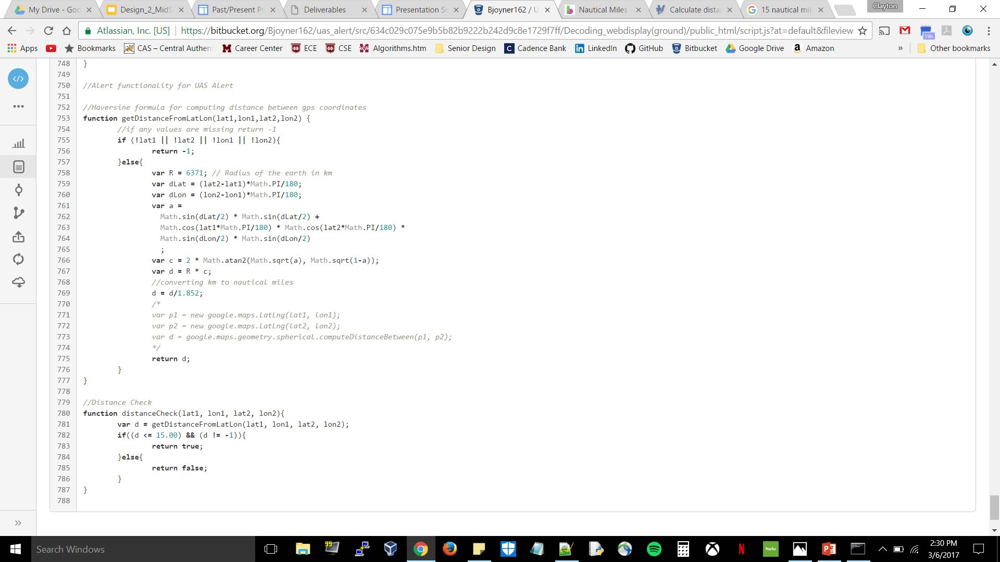 My Drive - Goo
Design_2_MidS
Past/Present Pr
Deliverables
Presentation Sc
Bjoyner162 / U
Nautical Miles
Calculate distan
15 nautical mil
Clayton
Atlassian, Inc. [US] https://bitbucket.org/Bjoyner162/uas_alert/src/634c029c075e9b5b82b9222b242d9c8e1729f7ff/Decoding_webdisplay(ground)/public_html/script.js?at=default&fileview
19h
Apps Bookmarks CAS – Central Authent Career Center ECE CSE Algorithms.htm Senior Design Cadence Bank LinkedIn GitHub Bitbucket Google Drive Amazon » Other bookmarks
748 }
749
750 //Alert functionality for UAS Alert
751
752 //Haversine formula for computing distance between gps coordinates
753 function getDistanceFromLatLon(lat1,lon1,lat2,lon2) {
754 //if any values are missing return -1
755 if (!lat1 || !lat2 || !lon1 || !lon2){
756 return -1;
757 }else{
758 var R = 6371; // Radius of the earth in km
759 var dLat = (lat2-lat1)*Math.PI/180;
760 var dLon = (lon2-lon1)*Math.PI/180;
761 var a =
762 Math.sin(dLat/2) * Math.sin(dLat/2) +
763 Math.cos(lat1*Math.PI/180) * Math.cos(lat2*Math.PI/180) *
764 Math.sin(dLon/2) * Math.sin(dLon/2)
765 ;
766 var c = 2 * Math.atan2(Math.sqrt(a), Math.sqrt(1-a));
767 var d = R * c;
768 //converting km to nautical miles
769 d = d/1.852;
770 /*
771 var p1 = new google.maps.LatLng(lat1, lon1);
772 var p2 = new google.maps.LatLng(lat2, lon2);
773 var d = google.maps.geometry.spherical.computeDistanceBetween(p1, p2);
774 */
775 return d;
776 }
777 }
778
779 //Distance Check
780 function distanceCheck(lat1, lon1, lat2, lon2){
781 var d = getDistanceFromLatLon(lat1, lon1, lat2, lon2);
782 if((d <= 15.00) && (d != -1)){
783 return true;
784 }else{
785 return false;
786 }
787 }
788
Search Windows
99
hulu
2:30 PM
3/6/2017